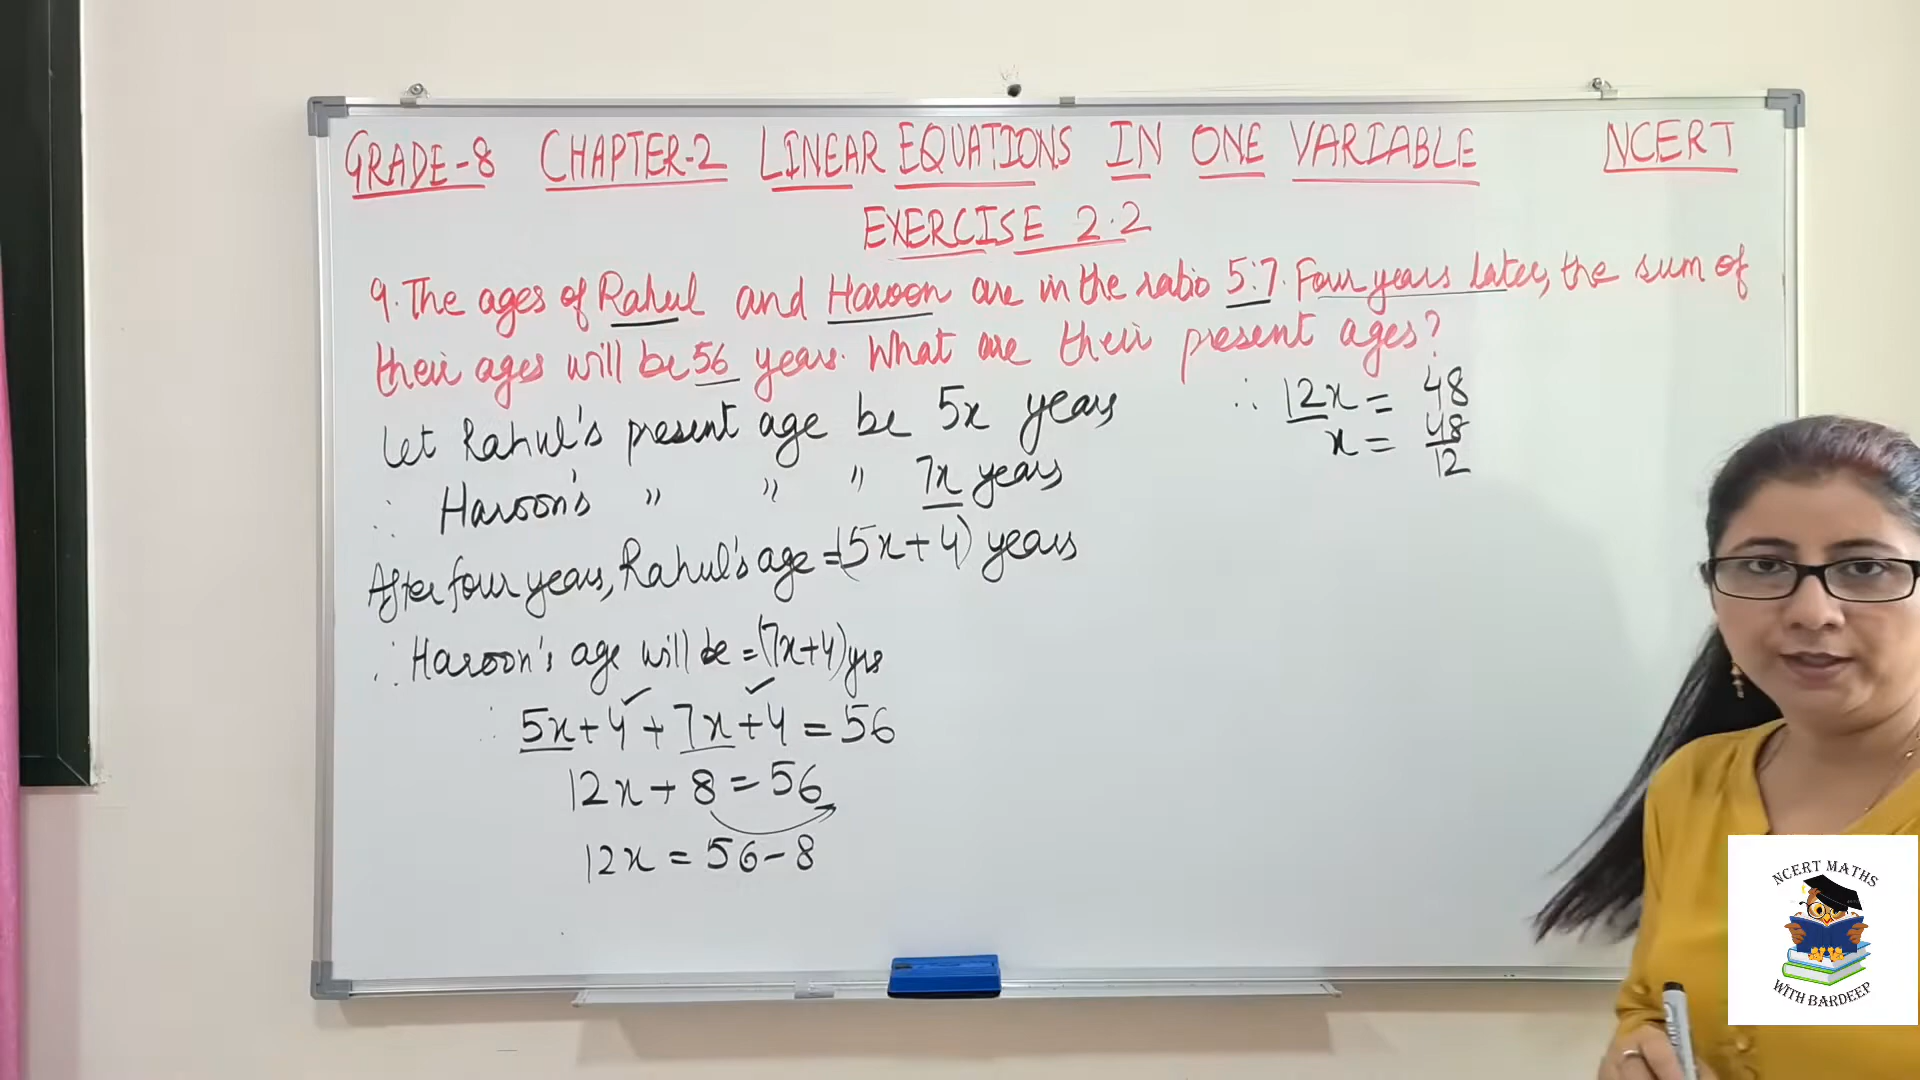 GRADE-8 CHAPTER-2 LINEAR EQUATIONS IN ONE VARIABLE NCERT
EXERCISE 2.2
9. The ages of Rahul and Haroon are in the ratio 5:7. Four years later, the sum of
their ages will be 56 years. What are their present ages?
Let Rahul's present age be 5x years
∴ Haroon's " " " 7x years
After four years, Rahul's age = (5x+4) years
∴ Haroon's age will be = (7x+4) yrs
∴ 5x+4 + 7x+4 = 56
12x + 8 = 56
12x = 56-8
∴ 12x = 48
x = 48/12
NCERT MATHS
WITH BARDEEP